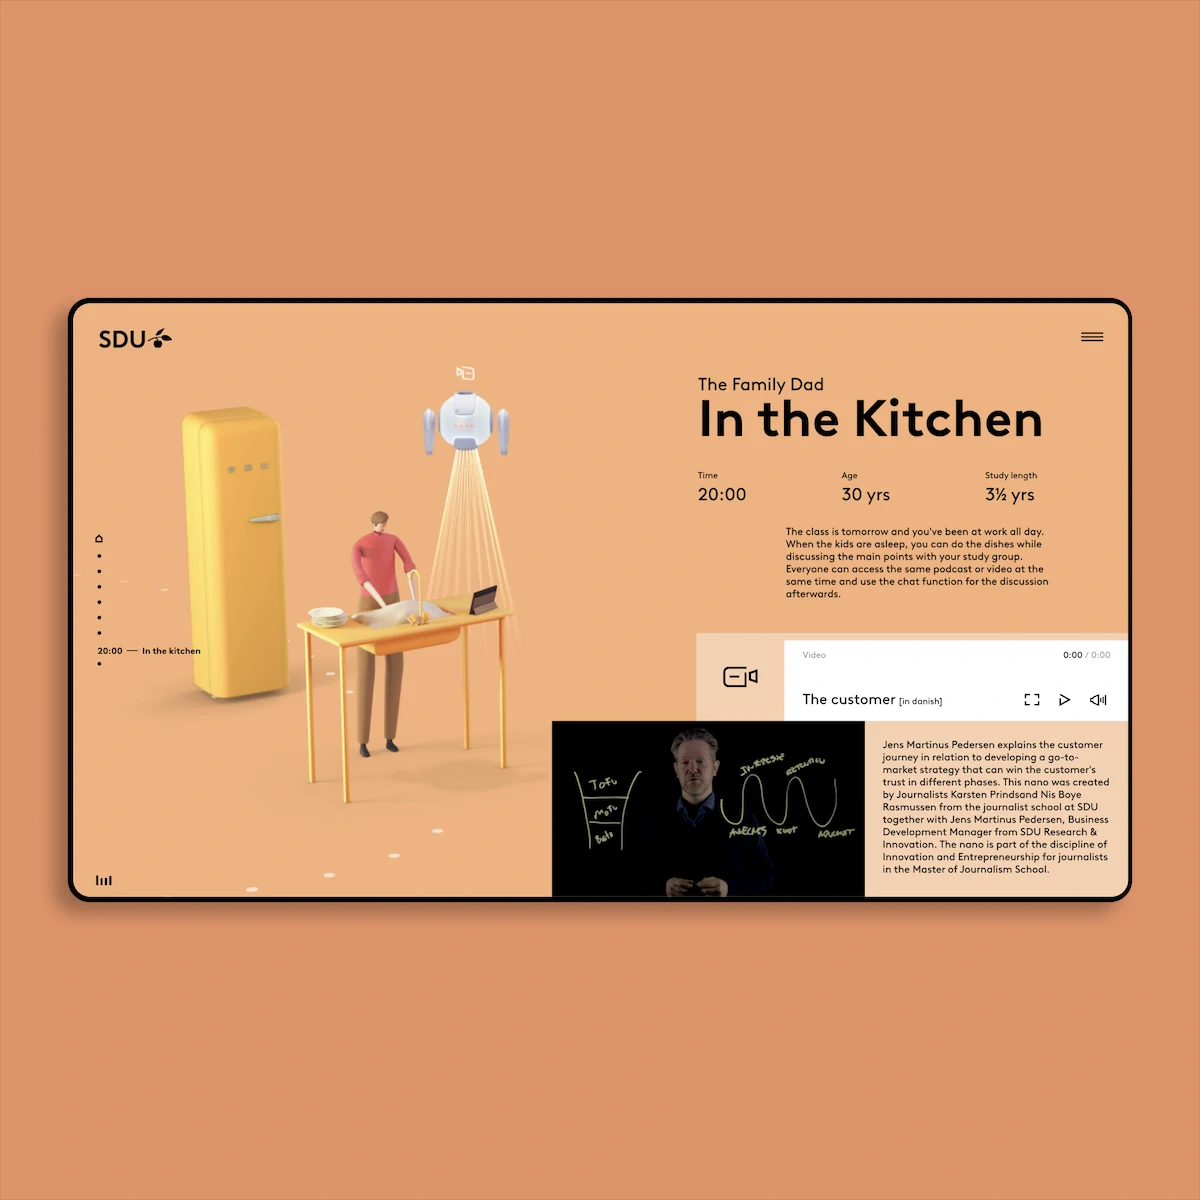 SDU
The Family Dad
In the Kitchen
Time
20:00
Age
30 yrs
Study length
3½ yrs
The class is tomorrow and you've been at work all day.
When the kids are asleep, you can do the dishes while
discussing the main points with your study group.
Everyone can access the same podcast or video at the
same time and use the chat function for the discussion
afterwards.
20:00 — In the kitchen
Video
0:00 / 0:00
The customer [in danish]
Jens Martinus Pedersen explains the customer
journey in relation to developing a go-to-
market strategy that can win the customer's
trust in different phases. This nano was created
by Journalists Karsten Prindsand Nis Boye
Rasmussen from the journalist school at SDU
together with Jens Martinus Pedersen, Business
Development Manager from SDU Research &
Innovation. The nano is part of the discipline of
Innovation and Entrepreneurship for journalists
in the Master of Journalism School.
TOFU
MOFU